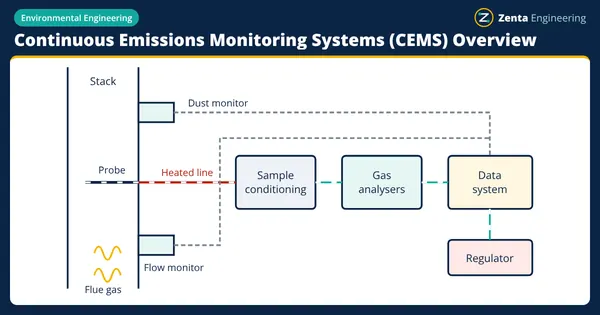 Environmental Engineering
Zenta Engineering
Continuous Emissions Monitoring Systems (CEMS) Overview
Stack
Dust monitor
Probe
Heated line
Sample
conditioning
Gas
analysers
Data
system
Flow monitor
Regulator
Flue gas